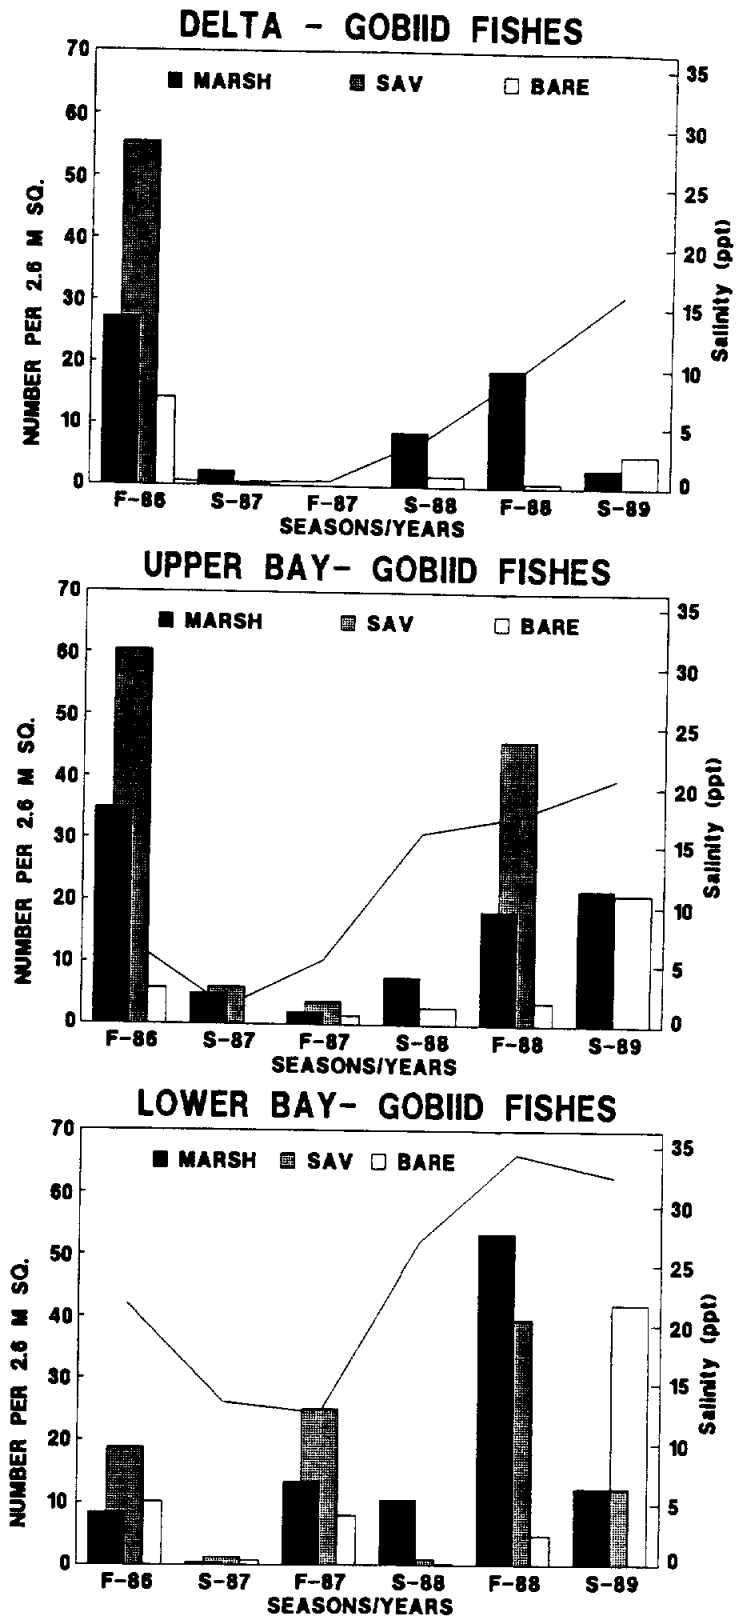 DELTA - GOBIID FISHES
MARSH SAV BARE
70
60
50
40
30
20
10
0
NUMBER PER 2.6 M SQ.
35
30
25
20
15
10
5
0
Salinity (ppt)
F-86 S-87 F-87 S-88 F-88 S-89
SEASONS/YEARS
UPPER BAY- GOBIID FISHES
MARSH SAV BARE
70
60
50
40
30
20
10
0
NUMBER PER 2.6 M SQ.
35
30
25
20
15
10
5
0
Salinity (ppt)
F-86 S-87 F-87 S-88 F-88 S-89
SEASONS/YEARS
LOWER BAY- GOBIID FISHES
MARSH SAV BARE
70
60
50
40
30
20
10
0
NUMBER PER 2.6 M SQ.
35
30
25
20
15
10
5
0
Salinity (ppt)
F-86 S-87 F-87 S-88 F-88 S-89
SEASONS/YEARS